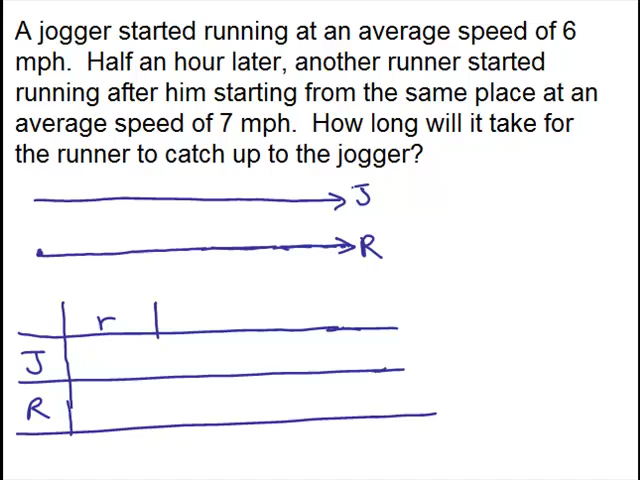 A jogger started running at an average speed of 6
mph.  Half an hour later, another runner started
running after him starting from the same place at an
average speed of 7 mph.  How long will it take for
the runner to catch up to the jogger?
J
R
r
J
R